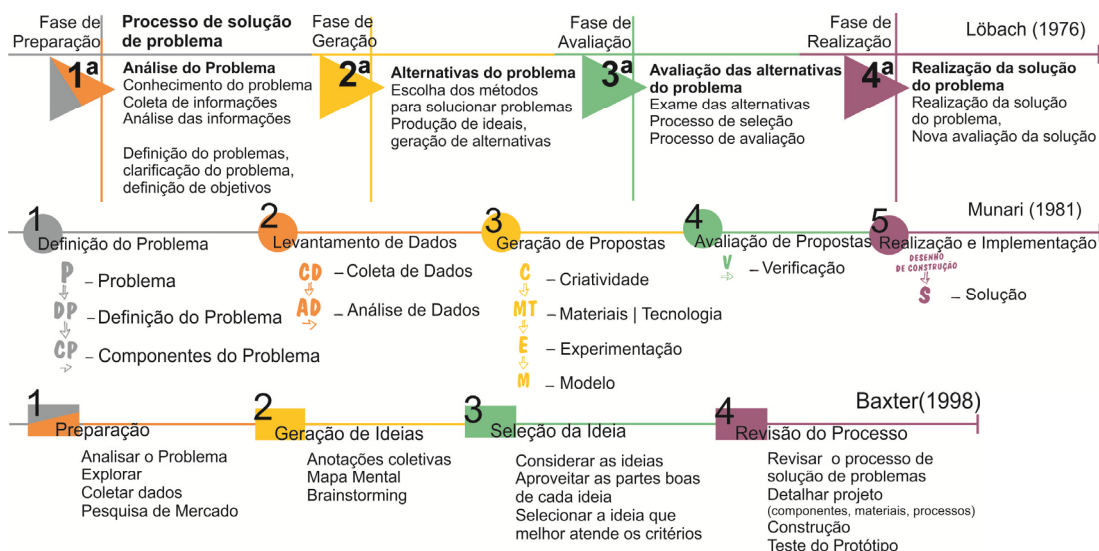 Fase de
Preparação
Processo de solução
de problema
Fase de
Geração
Fase de
Avaliação
Fase de
Realização
Löbach (1976)
1ª
Análise do Problema
Conhecimento do problema
Coleta de informações
Análise das informações
Definição do problemas,
clarificação do problema,
definição de objetivos
2ª
Alternativas do problema
Escolha dos métodos
para solucionar problemas
Produção de ideais,
geração de alternativas
3ª
Avaliação das alternativas
do problema
Exame das alternativas
Processo de seleção
Processo de avaliação
4ª
Realização da solução
do problema
Realização da solução
do problema,
Nova avaliação da solução
Munari (1981)
1
Definição do Problema
P – Problema
DP – Definição do Problema
CP – Componentes do Problema
2
Levantamento de Dados
CD – Coleta de Dados
AD – Análise de Dados
3
Geração de Propostas
C – Criatividade
MT – Materiais | Tecnologia
E – Experimentação
M – Modelo
4
Avaliação de Propostas
V – Verificação
5
Realização e Implementação
DESENHO
DE CONSTRUÇÃO
S – Solução
Baxter(1998)
1
Preparação
Analisar o Problema
Explorar
Coletar dados
Pesquisa de Mercado
2
Geração de Ideias
Anotações coletivas
Mapa Mental
Brainstorming
3
Seleção da Ideia
Considerar as ideias
Aproveitar as partes boas
de cada ideia
Selecionar a ideia que
melhor atende os critérios
4
Revisão do Processo
Revisar o processo de
solução de problemas
Detalhar projeto
(componentes, materiais, processos)
Construção
Teste do Protótipo